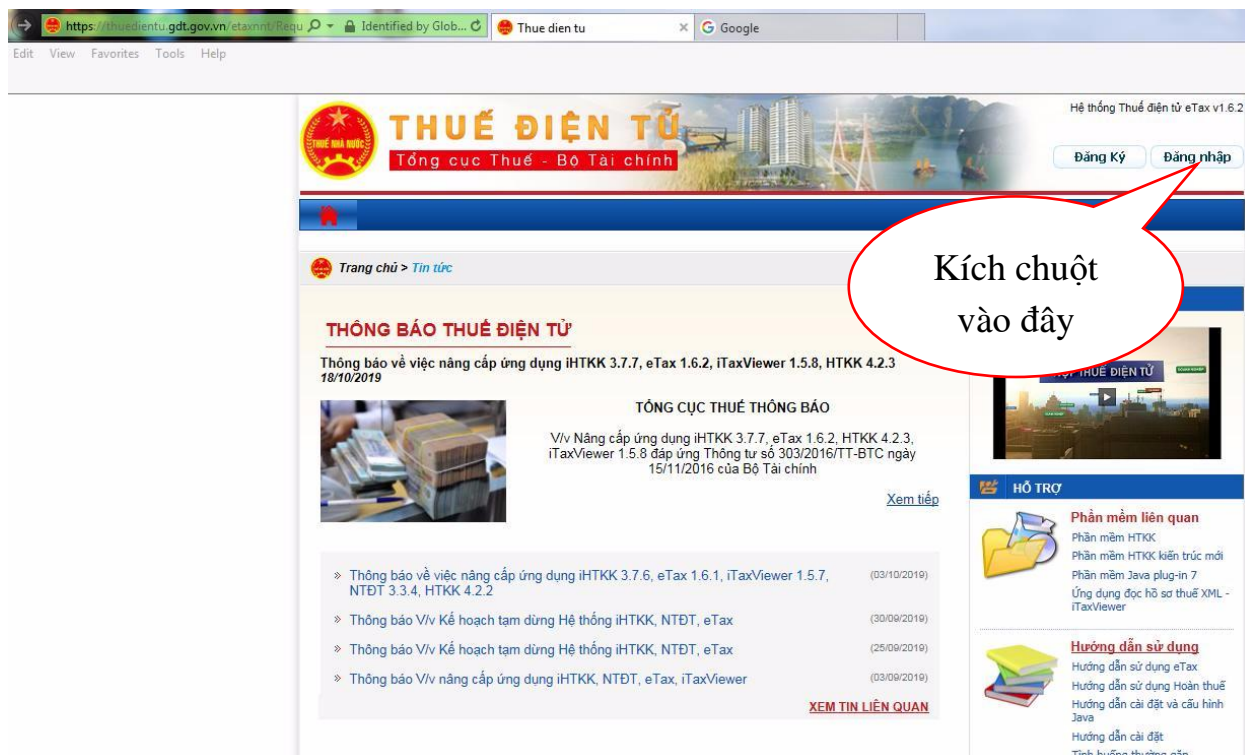 https://thuedientu.gdt.gov.vn/etaxnnt/Requ
Identified by Glob...
Thue dien tu
Google
Edit View Favorites Tools Help
THUẾ NHÀ NƯỚC
THUẾ ĐIỆN TỬ
Tổng cục Thuế - Bộ Tài chính
Hệ thống Thuế điện tử eTax v1.6.2
Đăng Ký
Đăng nhập
Kích chuột
vào đây
Trang chủ > Tin tức
THÔNG BÁO THUẾ ĐIỆN TỬ
Thông báo về việc nâng cấp ứng dụng iHTKK 3.7.7, eTax 1.6.2, iTaxViewer 1.5.8, HTKK 4.2.3
18/10/2019
TỔNG CỤC THUẾ THÔNG BÁO
V/v Nâng cấp ứng dụng iHTKK 3.7.7, eTax 1.6.2, HTKK 4.2.3,
iTaxViewer 1.5.8 đáp ứng Thông tư số 303/2016/TT-BTC ngày
15/11/2016 của Bộ Tài chính
Xem tiếp
» Thông báo về việc nâng cấp ứng dụng iHTKK 3.7.6, eTax 1.6.1, iTaxViewer 1.5.7, (03/10/2019)
NTĐT 3.3.4, HTKK 4.2.2
» Thông báo V/v Kế hoạch tạm dừng Hệ thống iHTKK, NTĐT, eTax (30/09/2019)
» Thông báo V/v Kế hoạch tạm dừng Hệ thống iHTKK, NTĐT, eTax (25/09/2019)
» Thông báo V/v nâng cấp ứng dụng iHTKK, NTĐT, eTax, iTaxViewer (03/09/2019)
XEM TIN LIÊN QUAN
THUẾ ĐIỆN TỬ
HỖ TRỢ
Phần mềm liên quan
Phần mềm HTKK
Phần mềm HTKK kiến trúc mới
Phần mềm Java plug-in 7
Ứng dụng đọc hồ sơ thuế XML -
iTaxViewer
Hướng dẫn sử dụng
Hướng dẫn sử dụng eTax
Hướng dẫn sử dụng Hoàn thuế
Hướng dẫn cài đặt và cấu hình
Java
Hướng dẫn cài đặt
Tình huống thường gặp